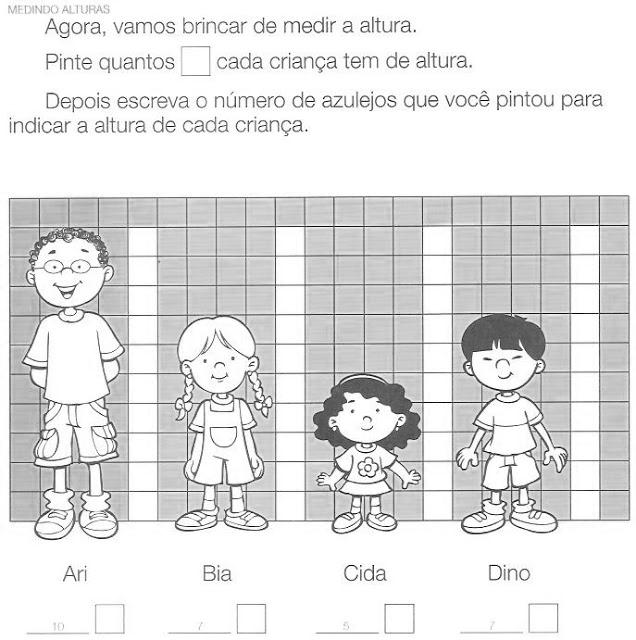 MEDINDO ALTURAS
Agora, vamos brincar de medir a altura.
Pinte quantos cada criança tem de altura.
Depois escreva o número de azulejos que você pintou para
indicar a altura de cada criança.
Ari Bia Cida Dino
10 7 5 7